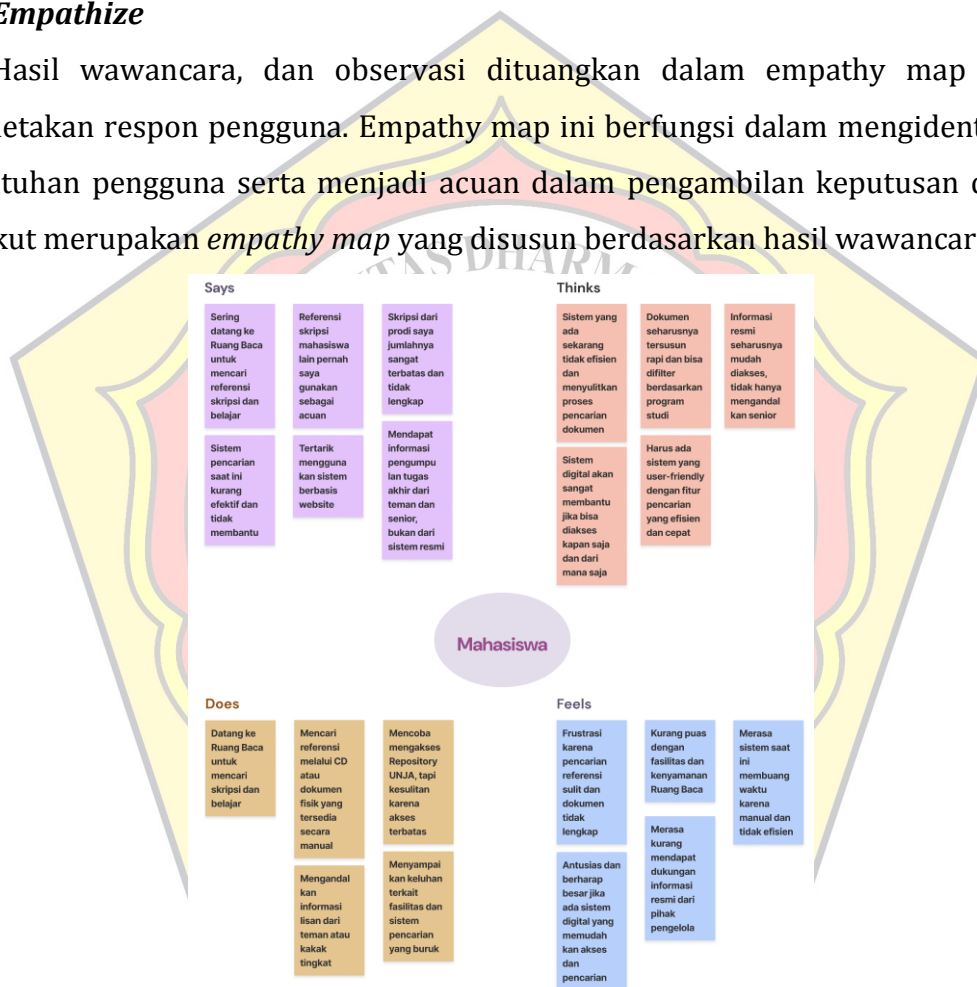 Empathize
Hasil wawancara, dan observasi dituangkan dalam empathy map
etakan respon pengguna. Empathy map ini berfungsi dalam mengident
tuhan pengguna serta menjadi acuan dalam pengambilan keputusan
kut merupakan empathy map yang disusun berdasarkan hasil wawancar
TAS DHARMA
Says
Sering
datang ke
Ruang Baca
untuk
mencari
referensi
skripsi dan
belajar
Referensi
skripsi
mahasiswa
lain pernah
saya
gunakan
sebagai
acuan
Skripsi dari
prodi saya
jumlahnya
sangat
terbatas dan
tidak
lengkap
Sistem
pencarian
saat ini
kurang
efektif dan
tidak
membantu
Tertarik
mengguna
kan sistem
berbasis
website
Mendapat
informasi
pengumpu
lan tugas
akhir dari
teman dan
senior,
bukan dari
sistem resmi
Thinks
Sistem yang
ada
sekarang
tidak efisien
dan
menyulitkan
proses
pencarian
dokumen
Dokumen
seharusnya
tersusun
rapi dan bisa
difilter
berdasarkan
program
studi
Informasi
resmi
seharusnya
mudah
diakses,
tidak hanya
mengandal
kan senior
Sistem
digital akan
sangat
membantu
jika bisa
diakses
kapan saja
dan dari
mana saja
Harus ada
sistem yang
user-friendly
dengan fitur
pencarian
yang efisien
dan cepat
Mahasiswa
Does
Datang ke
Ruang Baca
untuk
mencari
skripsi dan
belajar
Mencari
referensi
melalui CD
atau
dokumen
fisik yang
tersedia
secara
manual
Mencoba
mengakses
Repository
UNJA, tapi
kesulitan
karena
akses
terbatas
Mengandal
kan
informasi
lisan dari
teman atau
kakak
tingkat
Menyampai
kan keluhan
terkait
fasilitas dan
sistem
pencarian
yang buruk
Feels
Frustrasi
karena
pencarian
referensi
sulit dan
dokumen
tidak
lengkap
Kurang puas
dengan
fasilitas dan
kenyamanan
Ruang Baca
Merasa
sistem saat
ini
membuang
waktu
karena
manual dan
tidak efisien
Antusias dan
berharap
besar jika
ada sistem
digital yang
memudah
kan akses
dan
pencarian
Merasa
kurang
mendapat
dukungan
informasi
resmi dari
pihak
pengelola